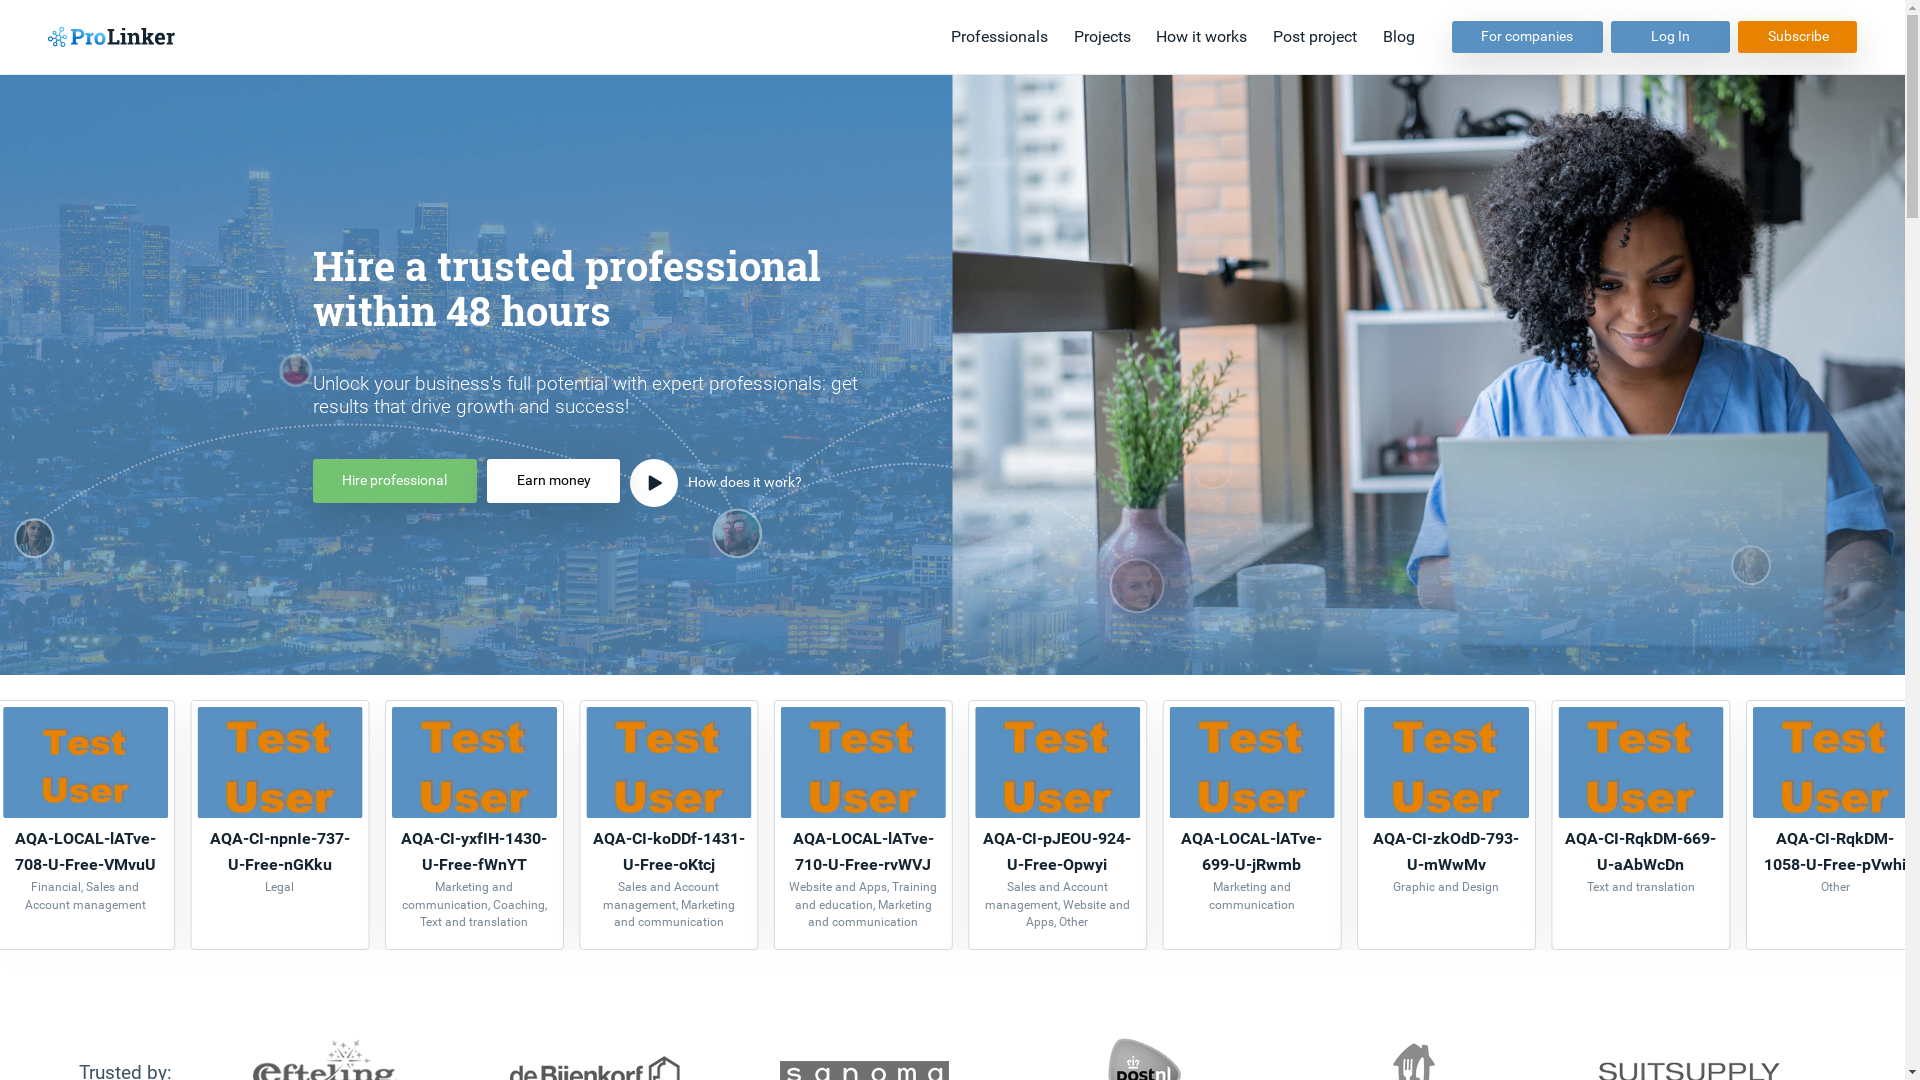 ProLinker
Professionals Projects How it works Post project Blog For companies Log In Subscribe
Hire a trusted professional
within 48 hours
Unlock your business's full potential with expert professionals: get
results that drive growth and success!
Hire professional Earn money How does it work?
Test User
AQA-LOCAL-lATve-
708-U-Free-VMvuU
Financial, Sales and
Account management
Test User
AQA-CI-npnIe-737-
U-Free-nGKku
Legal
Test User
AQA-CI-yxfIH-1430-
U-Free-fWnYT
Marketing and
communication, Coaching,
Text and translation
Test User
AQA-CI-koDDf-1431-
U-Free-oKtcj
Sales and Account
management, Marketing
and communication
Test User
AQA-LOCAL-lATve-
710-U-Free-rvWVJ
Website and Apps, Training
and education, Marketing
and communication
Test User
AQA-CI-pJEOU-924-
U-Free-Opwyi
Sales and Account
management, Website and
Apps, Other
Test User
AQA-LOCAL-lATve-
699-U-jRwmb
Marketing and
communication
Test User
AQA-CI-zkOdD-793-
U-mWwMv
Graphic and Design
Test User
AQA-CI-RqkDM-669-
U-aAbWcDn
Text and translation
Test User
AQA-CI-RqkDM-
1058-U-Free-pVwhi
Other
Trusted by:
efteling
de Bijenkorf
sanoma
postnl
SUITSUPPLY